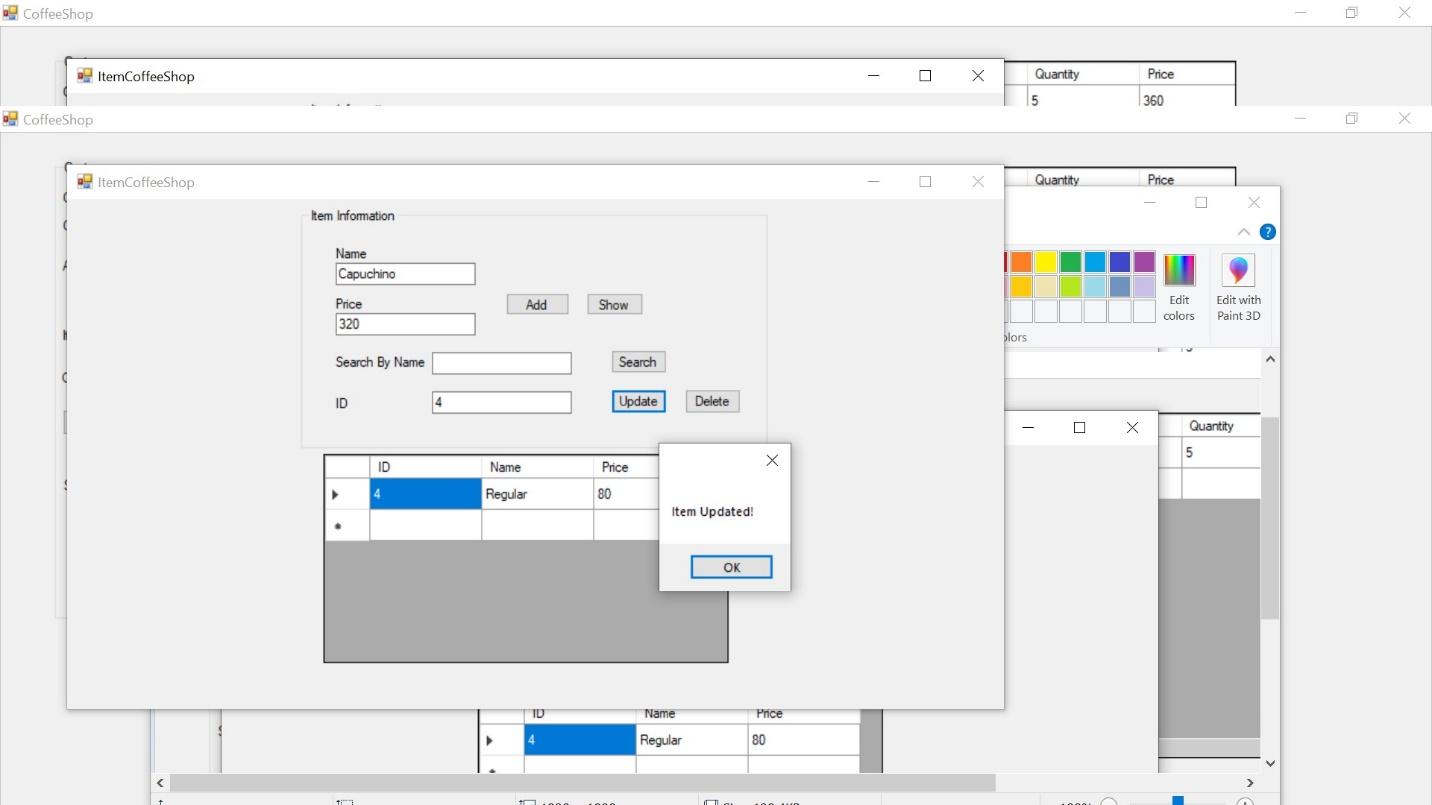 CoffeeShop
ItemCoffeeShop
Quantity Price
5 360
CoffeeShop
ItemCoffeeShop
Quantity Price
Item Information
Name
Capuchino
Price
320
Add Show
Search By Name
Search
ID
4
Update Delete
ID Name Price
4 Regular 80
Item Updated!
OK
Edit colors
Edit with Paint 3D
Quantity
5
ID Name Price
4 Regular 80